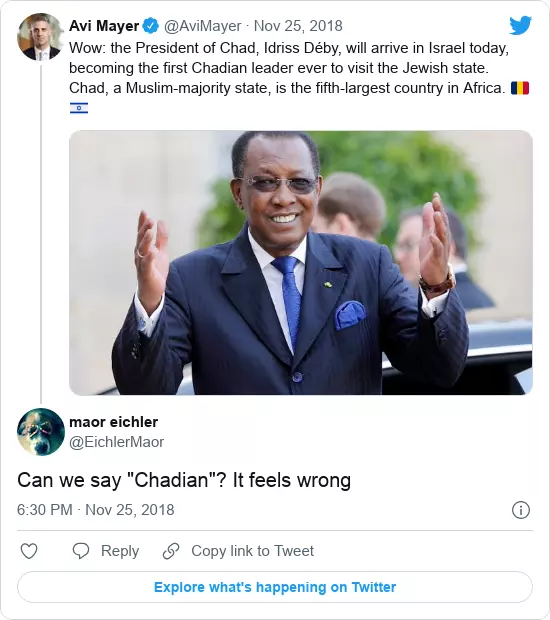 Avi Mayer @AviMayer · Nov 25, 2018
Wow: the President of Chad, Idriss Déby, will arrive in Israel today,
becoming the first Chadian leader ever to visit the Jewish state.
Chad, a Muslim-majority state, is the fifth-largest country in Africa. 🇹🇩
🇮🇱
maor eichler
@EichlerMaor
Can we say "Chadian"? It feels wrong
6:30 PM · Nov 25, 2018
Reply
Copy link to Tweet
Explore what's happening on Twitter